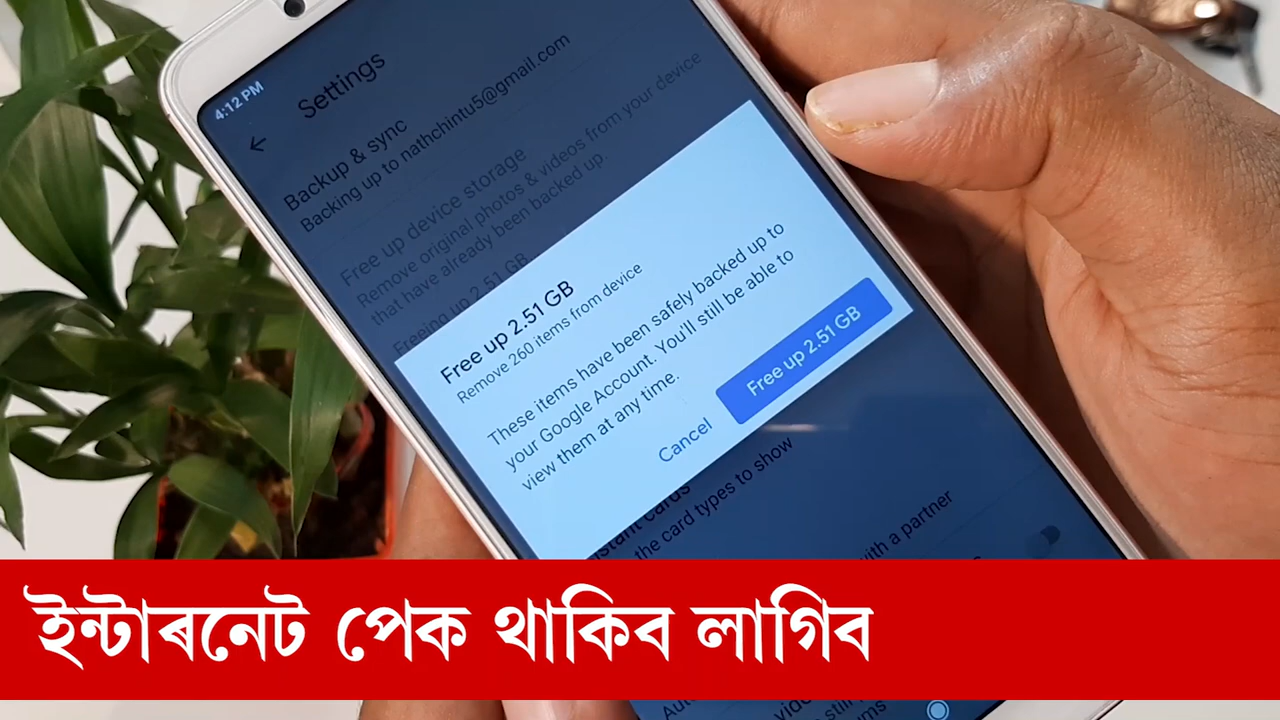 4:12 PM
Settings
Backup & sync
Backing up to nathchintu5@gmail.com
Free up device storage
Remove original photos & videos from your device
that have already been backed up.
Freeing up 2.51 GB
Free up 2.51 GB
Remove 260 items from device
These items have been safely backed up to
your Google Account. You'll still be able to
view them at any time.
Cancel
Free up 2.51 GB
the card types to show
with a partner
ইন্টাৰনেট পেক থাকিব লাগিব